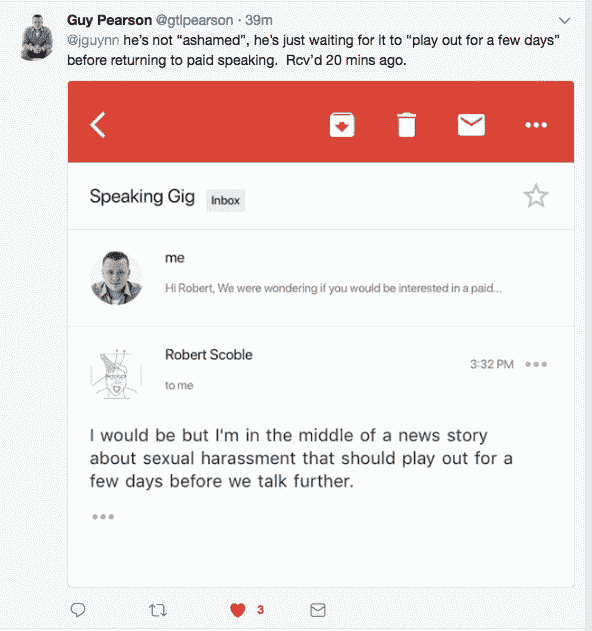 Guy Pearson @gtlpearson · 39m
@jguynn he’s not “ashamed”, he’s just waiting for it to “play out for a few days”
before returning to paid speaking.  Rcv’d 20 mins ago.
Speaking Gig Inbox
me
Hi Robert, We were wondering if you would be interested in a paid...
Robert Scoble
3:32 PM
to me
I would be but I'm in the middle of a news story
about sexual harassment that should play out for a
few days before we talk further.
3